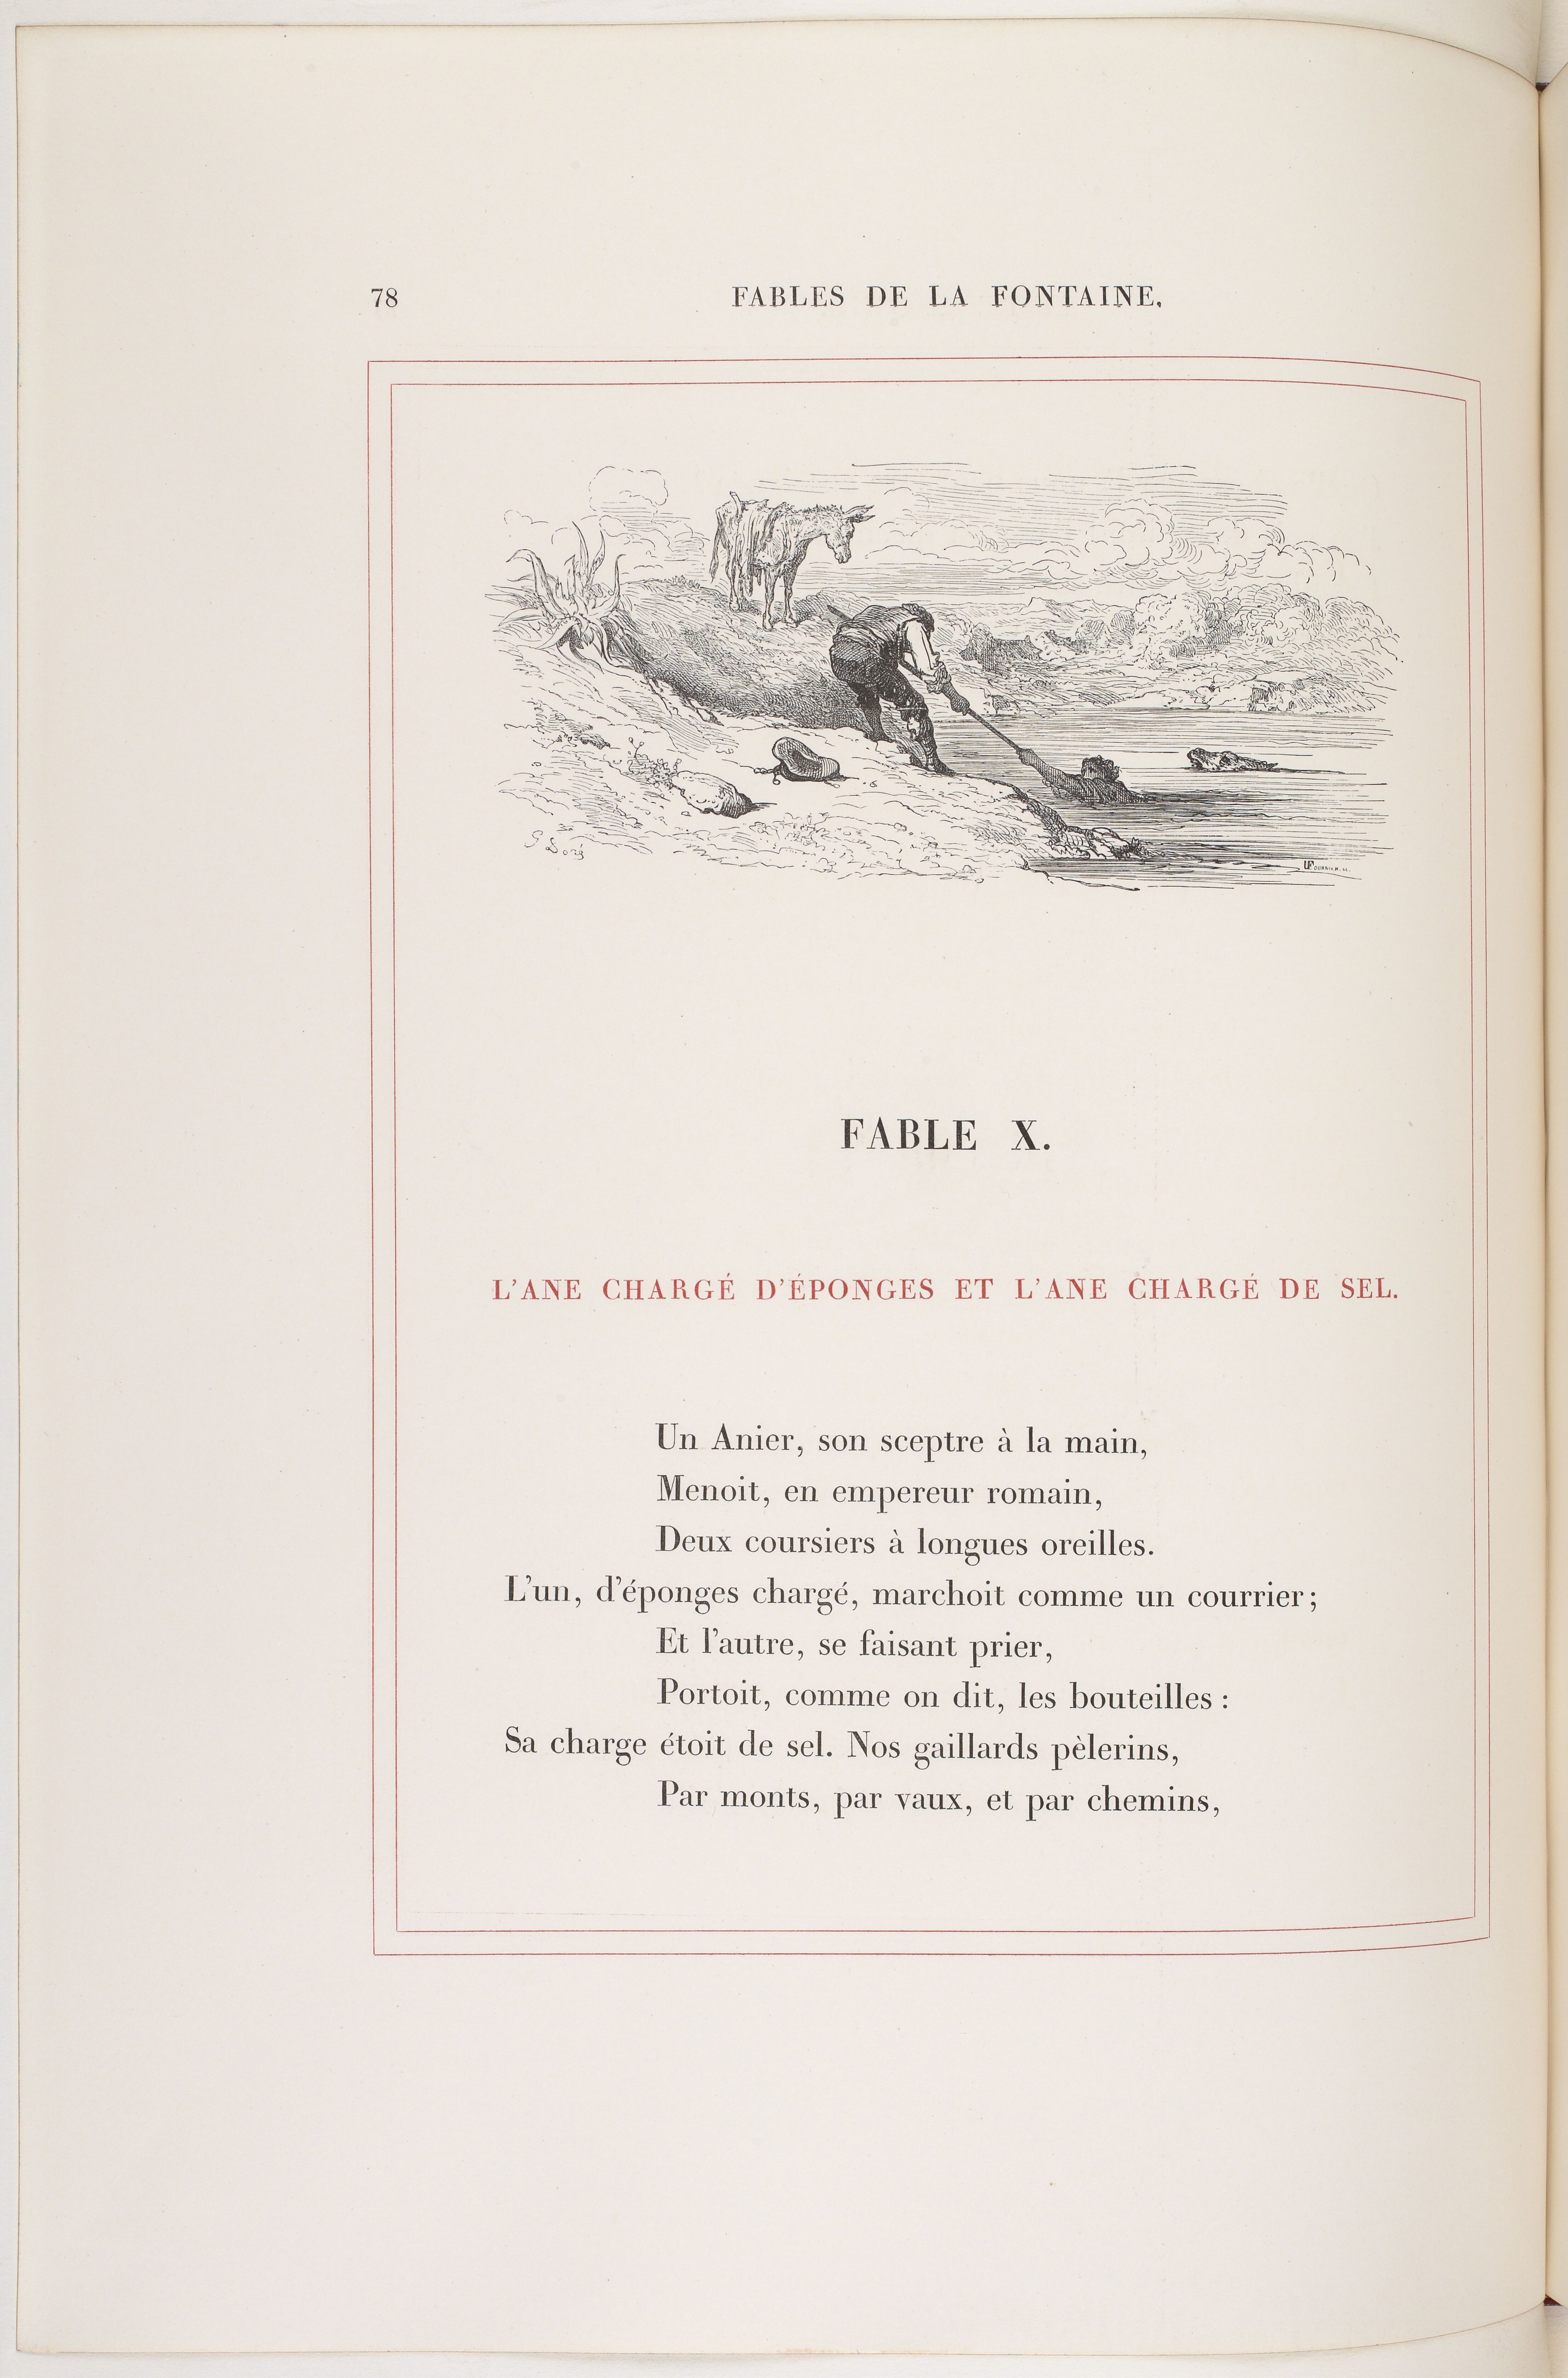 78
FABLES DE LA FONTAINE.
G Doré
FABLE X.
L'ANE CHARGÉ D'ÉPONGES ET L'ANE CHARGÉ DE SEL.
Un Anier, son sceptre à la main,
Menoit, en empereur romain,
Deux coursiers à longues oreilles.
L'un, d'éponges chargé, marchoit comme un courrier;
Et l'autre, se faisant prier,
Portoit, comme on dit, les bouteilles :
Sa charge étoit de sel. Nos gaillards pèlerins,
Par monts, par vaux, et par chemins,